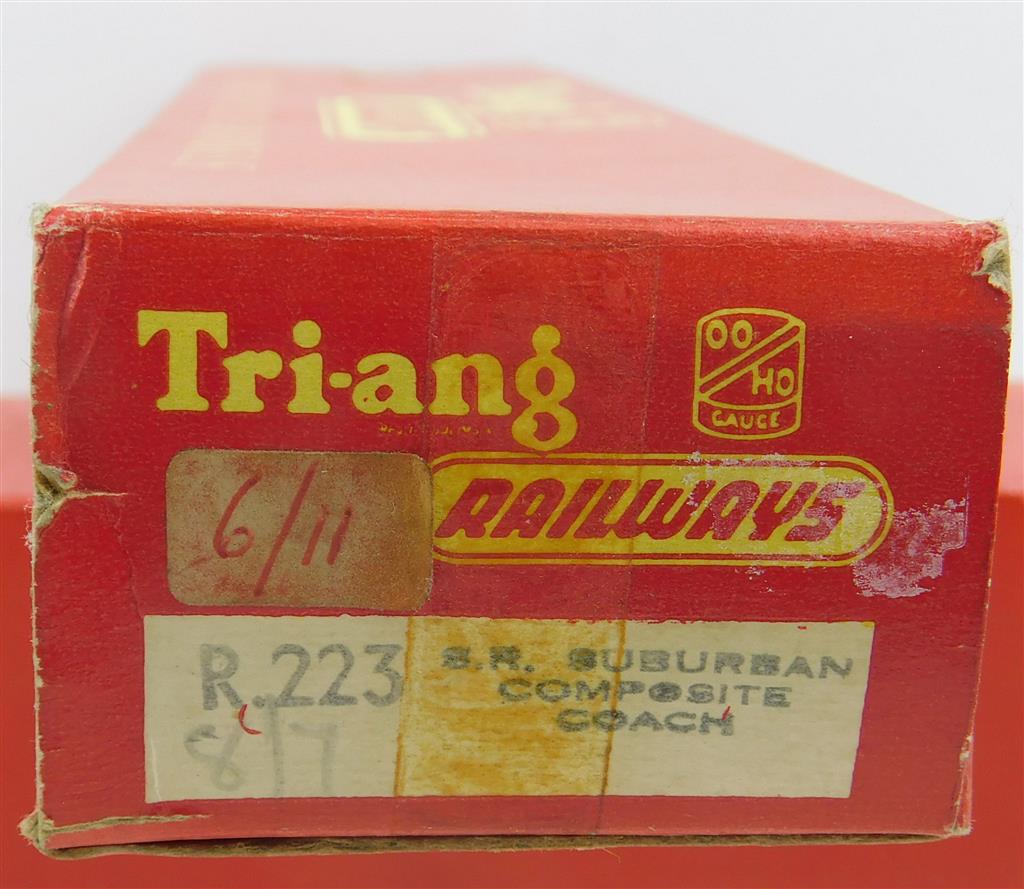 Tri-ang
OO
HO
GAUGE
6/11
RAILWAYS
R.223
S.R. SUBURBAN
COMPOSITE
COACH
8/7